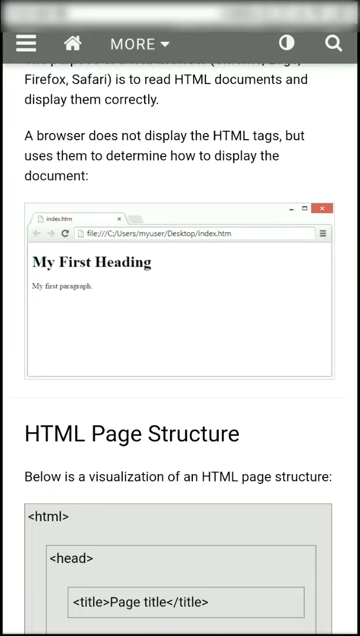 MORE
Firefox, Safari) is to read HTML documents and
display them correctly.
A browser does not display the HTML tags, but
uses them to determine how to display the
document:
index.htm
file:///C:/Users/myuser/Desktop/index.htm
My First Heading
My first paragraph.
HTML Page Structure
Below is a visualization of an HTML page structure:
<html>
<head>
<title>Page title</title>